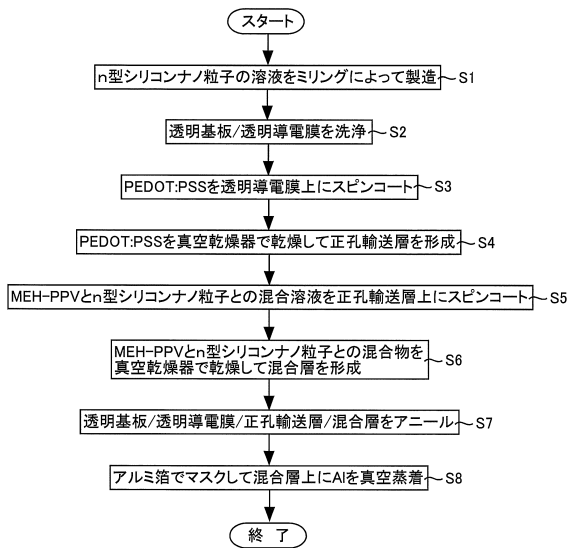 スタート
n型シリコンナノ粒子の溶液をミリングによって製造 S1
透明基板/透明導電膜を洗浄 S2
PEDOT:PSSを透明導電膜上にスピンコート S3
PEDOT:PSSを真空乾燥器で乾燥して正孔輸送層を形成 S4
MEH-PPVとn型シリコンナノ粒子との混合溶液を正孔輸送層上にスピンコート S5
MEH-PPVとn型シリコンナノ粒子との混合物を
真空乾燥器で乾燥して混合層を形成 S6
透明基板/透明導電膜/正孔輸送層/混合層をアニール S7
アルミ箔でマスクして混合層上にAlを真空蒸着 S8
終 了